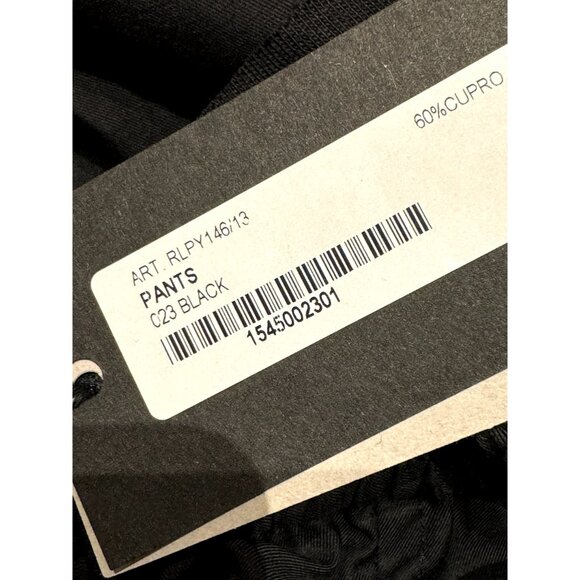 60%CUPRO
ART. RLPY146/13
PANTS
023 BLACK
1545002301